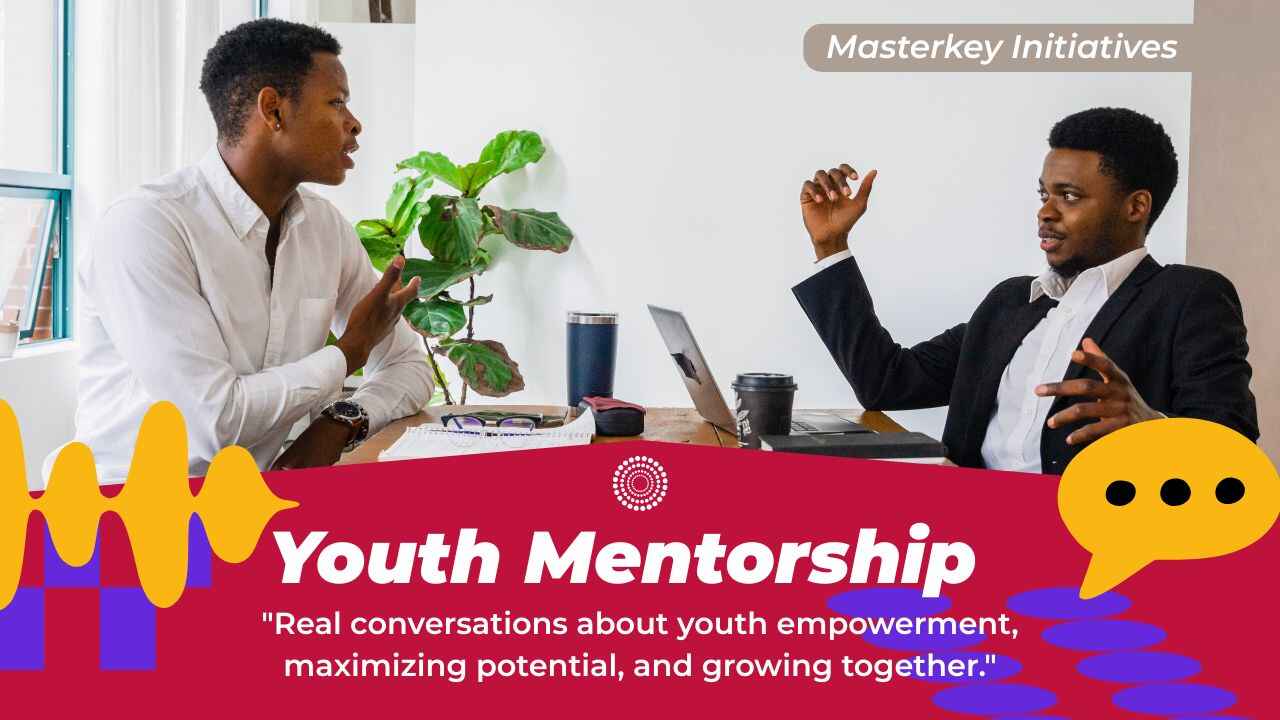 Masterkey Initiatives
Youth Mentorship
"Real conversations about youth empowerment,
maximizing potential, and growing together."